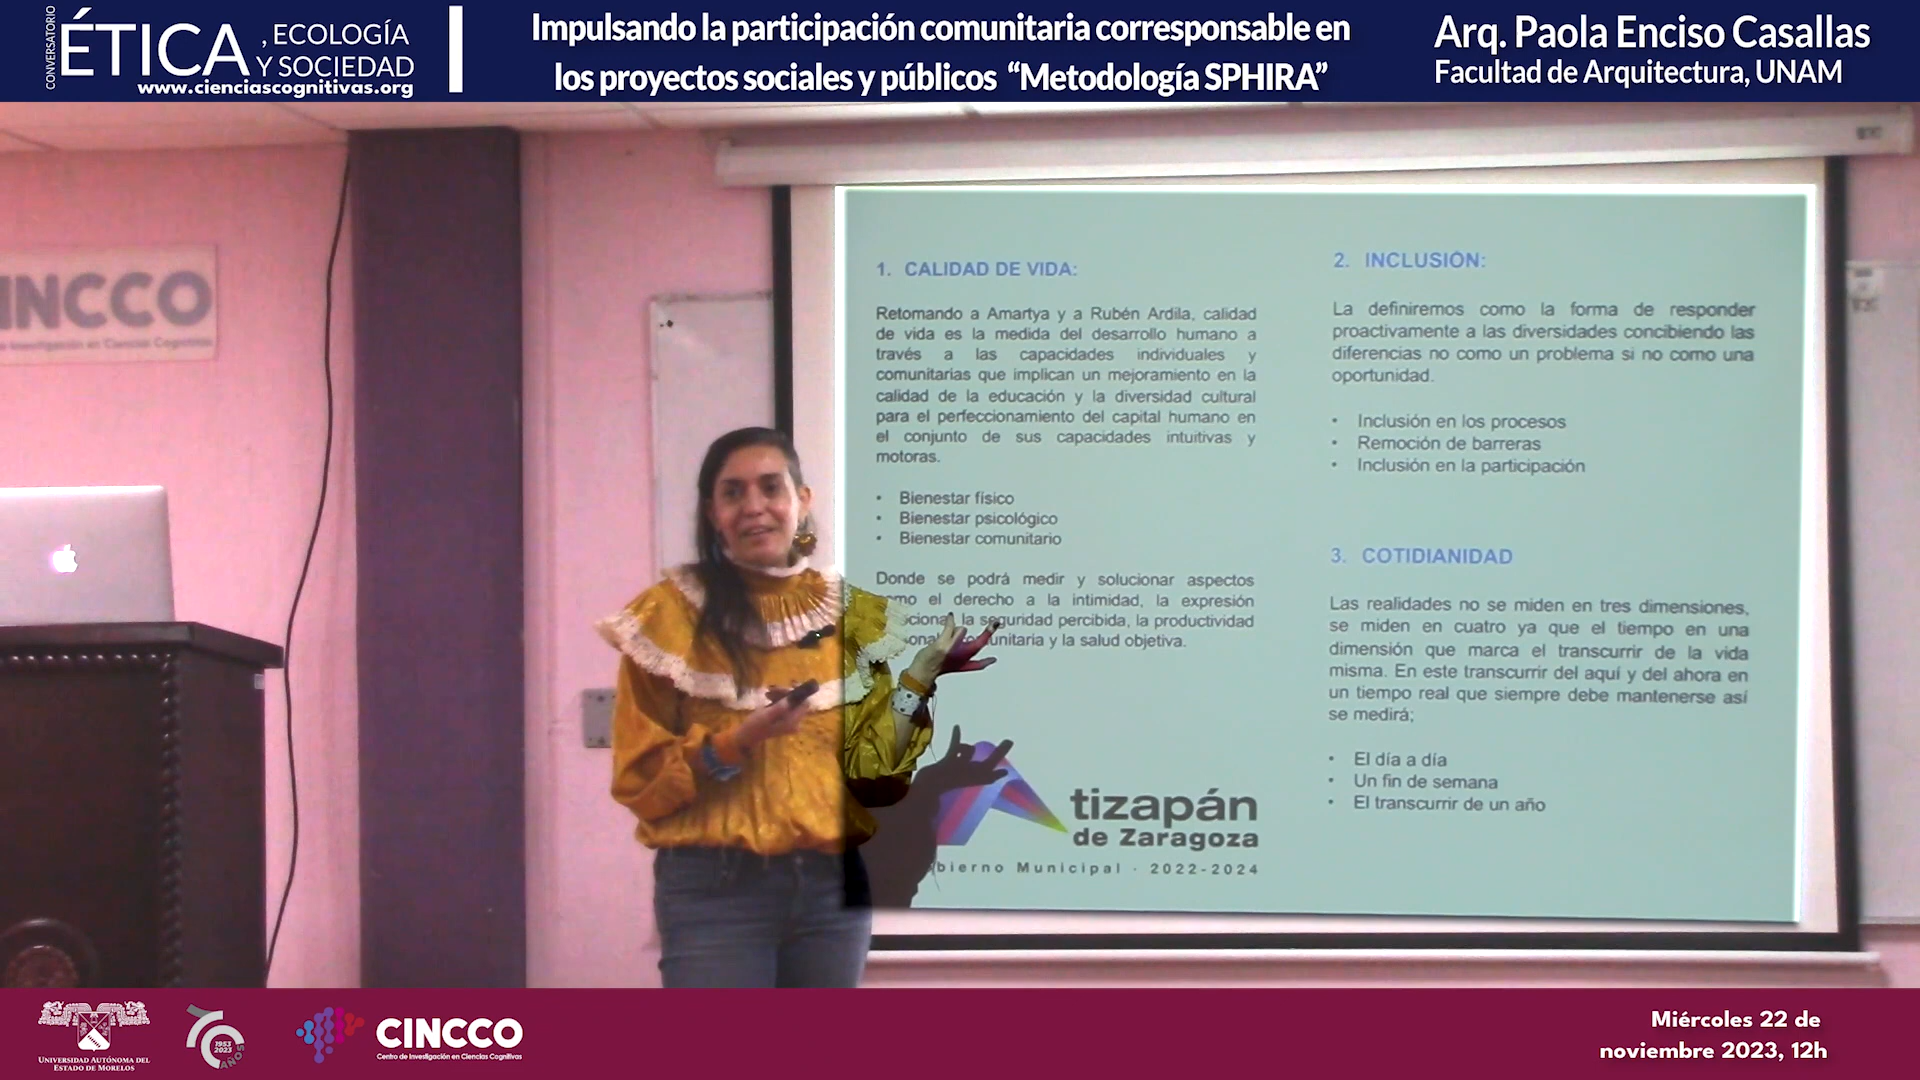 CONVERSATORIO
ÉTICA
, ECOLOGÍA
Y SOCIEDAD
www.cienciascognitivas.org
Impulsando la participación comunitaria corresponsable en
los proyectos sociales y públicos “Metodología SPHIRA”
Arq. Paola Enciso Casallas
Facultad de Arquitectura, UNAM
INCCO
Investigación en Ciencias Cognitivas
1. CALIDAD DE VIDA:
Retomando a Amartya y a Rubén Ardila, calidad
de vida es la medida del desarrollo humano a
través a las capacidades individuales y
comunitarias que implican un mejoramiento en la
calidad de la educación y la diversidad cultural
para el perfeccionamiento del capital humano en
el conjunto de sus capacidades intuitivas y
motoras.
• Bienestar físico
• Bienestar psicológico
• Bienestar comunitario
Donde se podrá medir y solucionar aspectos
el derecho a la intimidad, la expresión
la seguridad percibida, la productividad
y la salud objetiva.
tizapán
de Zaragoza
bierno Municipal · 2022-2024
2. INCLUSIÓN:
La definiremos como la forma de responder
proactivamente a las diversidades concibiendo las
diferencias no como un problema si no como una
oportunidad.
• Inclusión en los procesos
• Remoción de barreras
• Inclusión en la participación
3. COTIDIANIDAD
Las realidades no se miden en tres dimensiones,
se miden en cuatro ya que el tiempo en una
dimensión que marca el transcurrir de la vida
misma. En este transcurrir del aquí y del ahora en
un tiempo real que siempre debe mantenerse así
se medirá;
• El día a día
• Un fin de semana
• El transcurrir de un año
UNIVERSIDAD AUTÓNOMA DEL
ESTADO DE MORELOS
70
1953
2023
AÑOS
CINCCO
Centro de Investigación en Ciencias Cognitivas
Miércoles 22 de
noviembre 2023, 12h